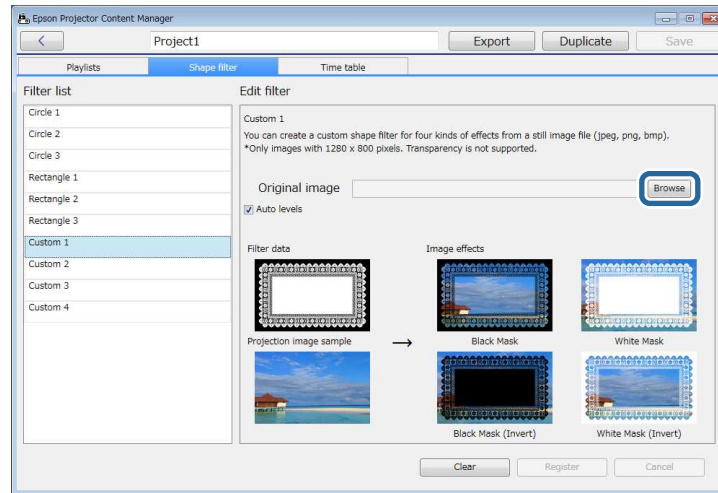 Epson Projector Content Manager
< Project1 Export Duplicate Save
Playlists Shape filter Time table
Filter list
Circle 1
Circle 2
Circle 3
Rectangle 1
Rectangle 2
Rectangle 3
Custom 1
Custom 2
Custom 3
Custom 4
Edit filter
Custom 1
You can create a custom shape filter for four kinds of effects from a still image file (jpeg, png, bmp).
*Only images with 1280 x 800 pixels. Transparency is not supported.
Original image Browse
Auto levels
Filter data Image effects
Projection image sample → Black Mask White Mask
Black Mask (Invert) White Mask (Invert)
Clear Register Cancel